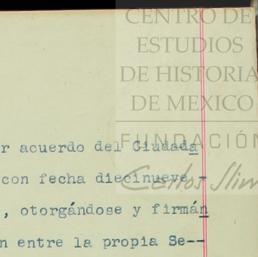 CENTRO DE
ESTUDIOS
DE HISTORIA
DE MEXICO
FUNDACIÓN
Carlos Slim
r acuerdo del Ciudada
con fecha diecinueve -
, otorgándose y firmán
n entre la propia Se--